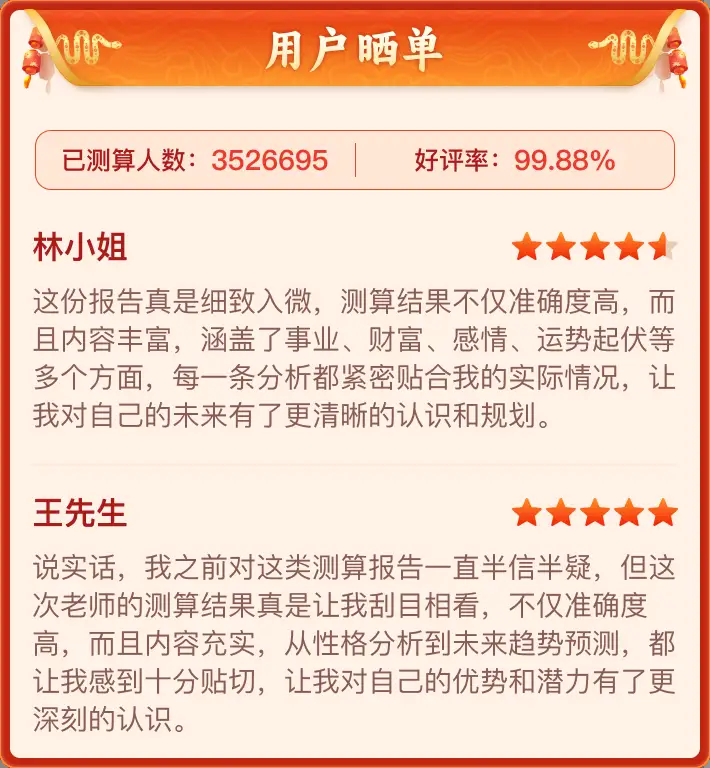 用户晒单
已测算人数：3526695 好评率：99.88%
林小姐
这份报告真是细致入微，测算结果不仅准确度高，而
且内容丰富，涵盖了事业、财富、感情、运势起伏等
多个方面，每一条分析都紧密贴合我的实际情况，让
我对自己的未来有了更清晰的认识和规划。
王先生
说实话，我之前对这类测算报告一直半信半疑，但这
次老师的测算结果真是让我刮目相看，不仅准确度
高，而且内容充实，从性格分析到未来趋势预测，都
让我感到十分贴切，让我对自己的优势和潜力有了更
深刻的认识。